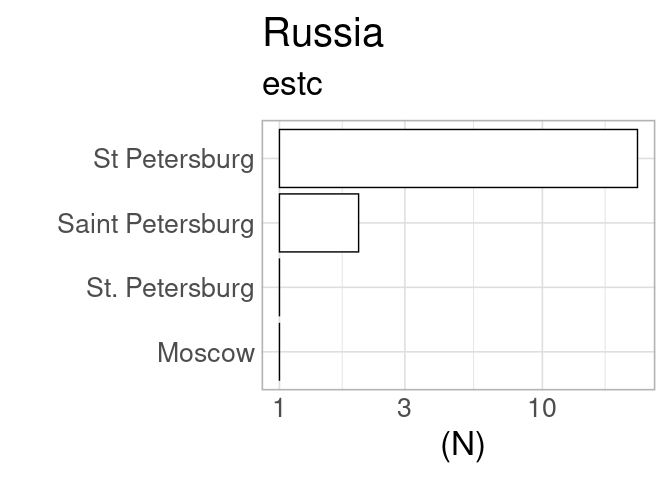 Russia
estc
St Petersburg
Saint Petersburg
St. Petersburg
Moscow
1 3 10
(N)